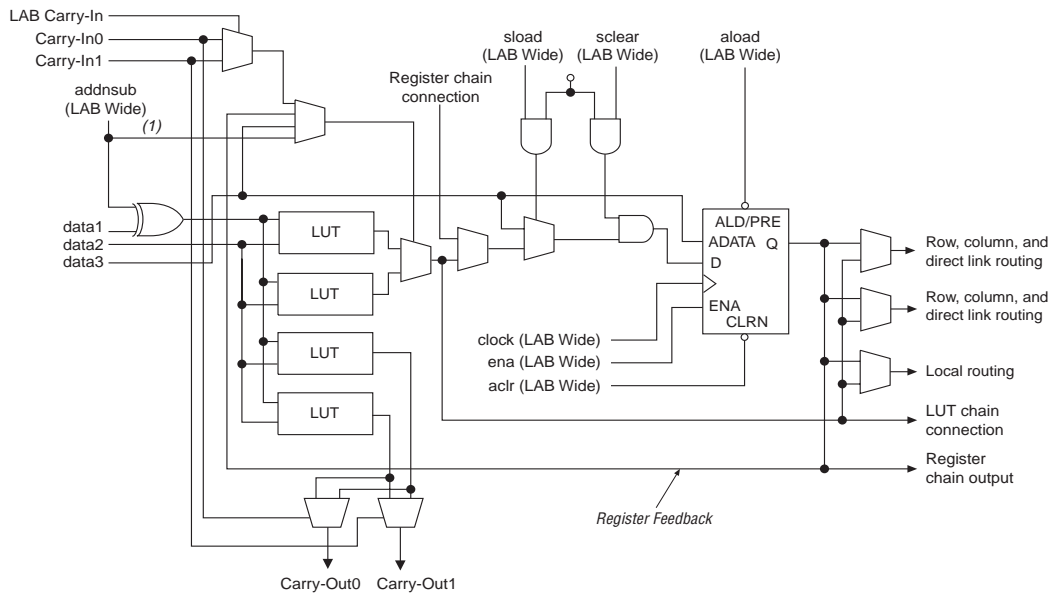 LAB Carry-In
Carry-In0
Carry-In1
addnsub
(LAB Wide)
(1)
Register chain
connection
sload
(LAB Wide)
sclear
(LAB Wide)
aload
(LAB Wide)
data1
data2
data3
LUT
LUT
LUT
LUT
ALD/PRE
ADATA Q
D
ENA
CLRN
clock (LAB Wide)
ena (LAB Wide)
aclr (LAB Wide)
Row, column, and
direct link routing
Row, column, and
direct link routing
Local routing
LUT chain
connection
Register
chain output
Register Feedback
Carry-Out0
Carry-Out1